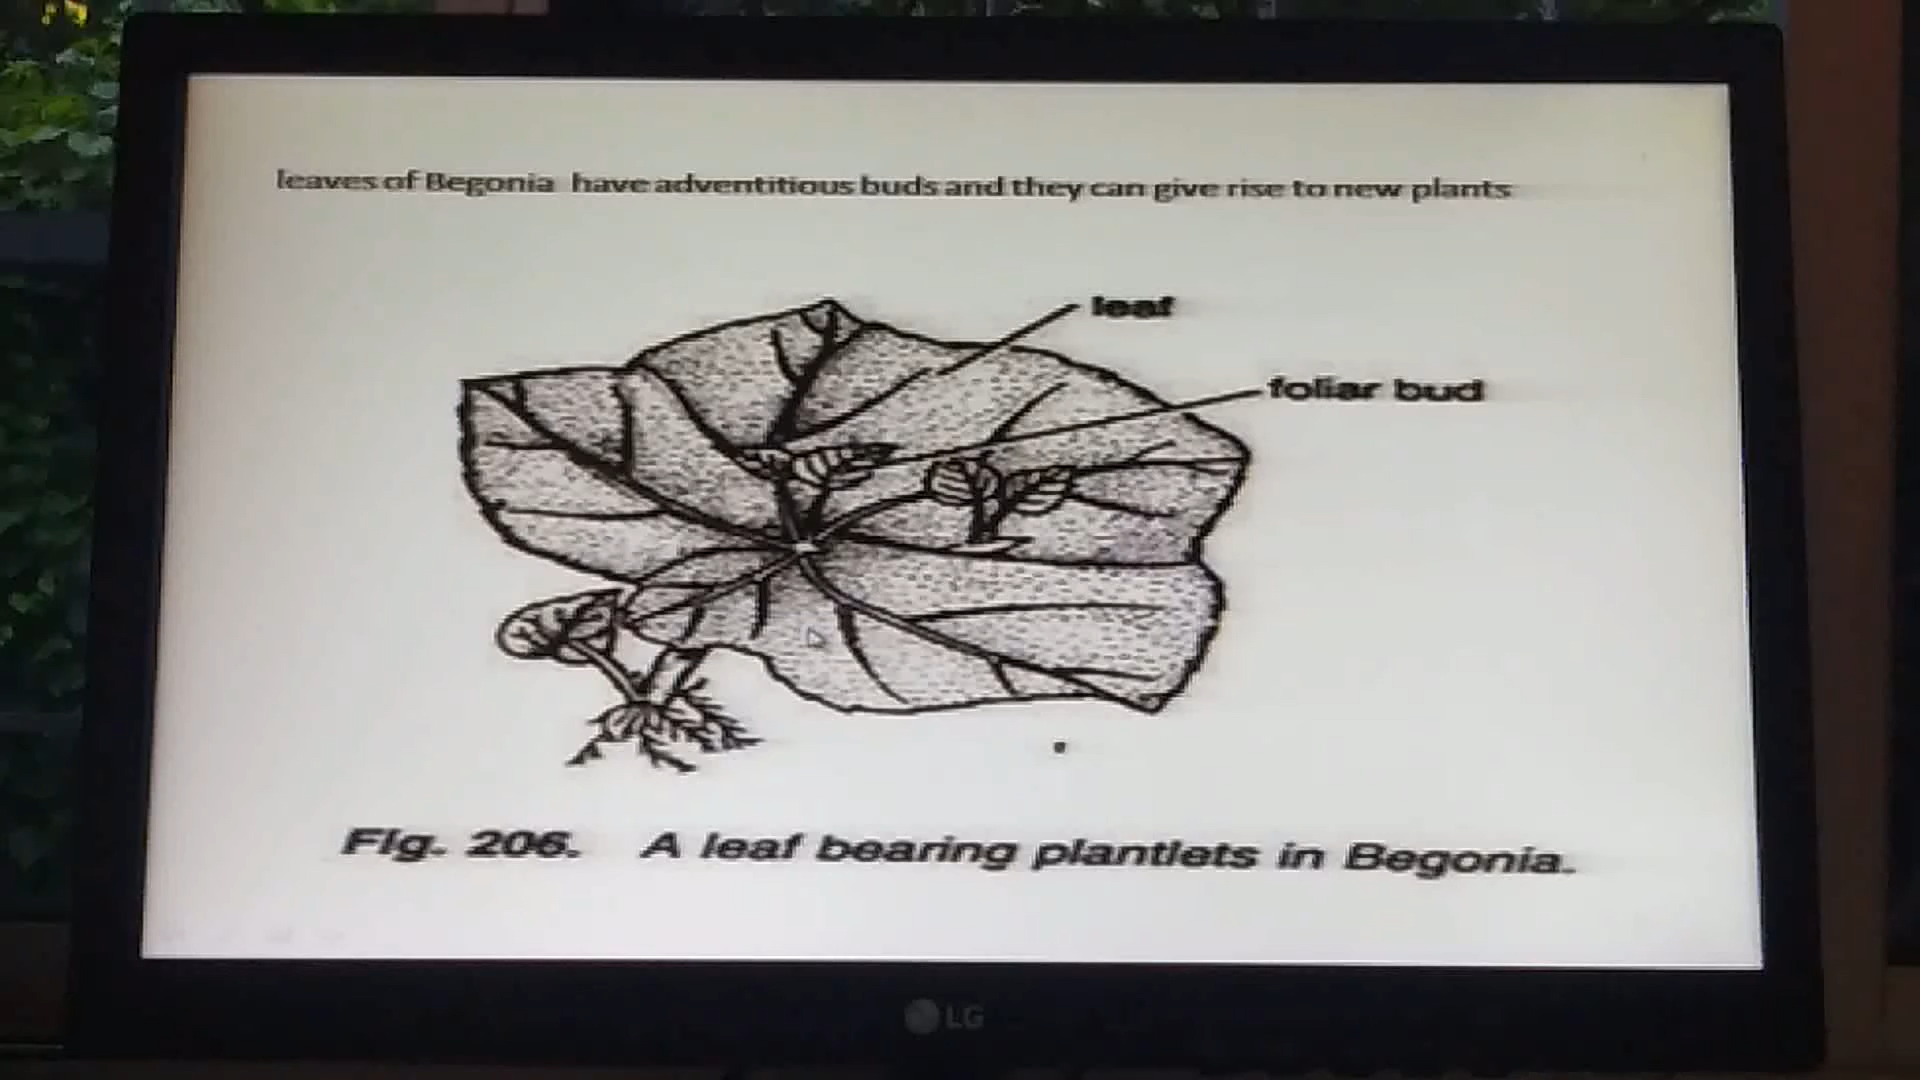 leaves of Begonia have adventitious buds and they can give rise to new plants
leaf
foliar bud
Fig. 206. A leaf bearing plantlets in Begonia.
LG